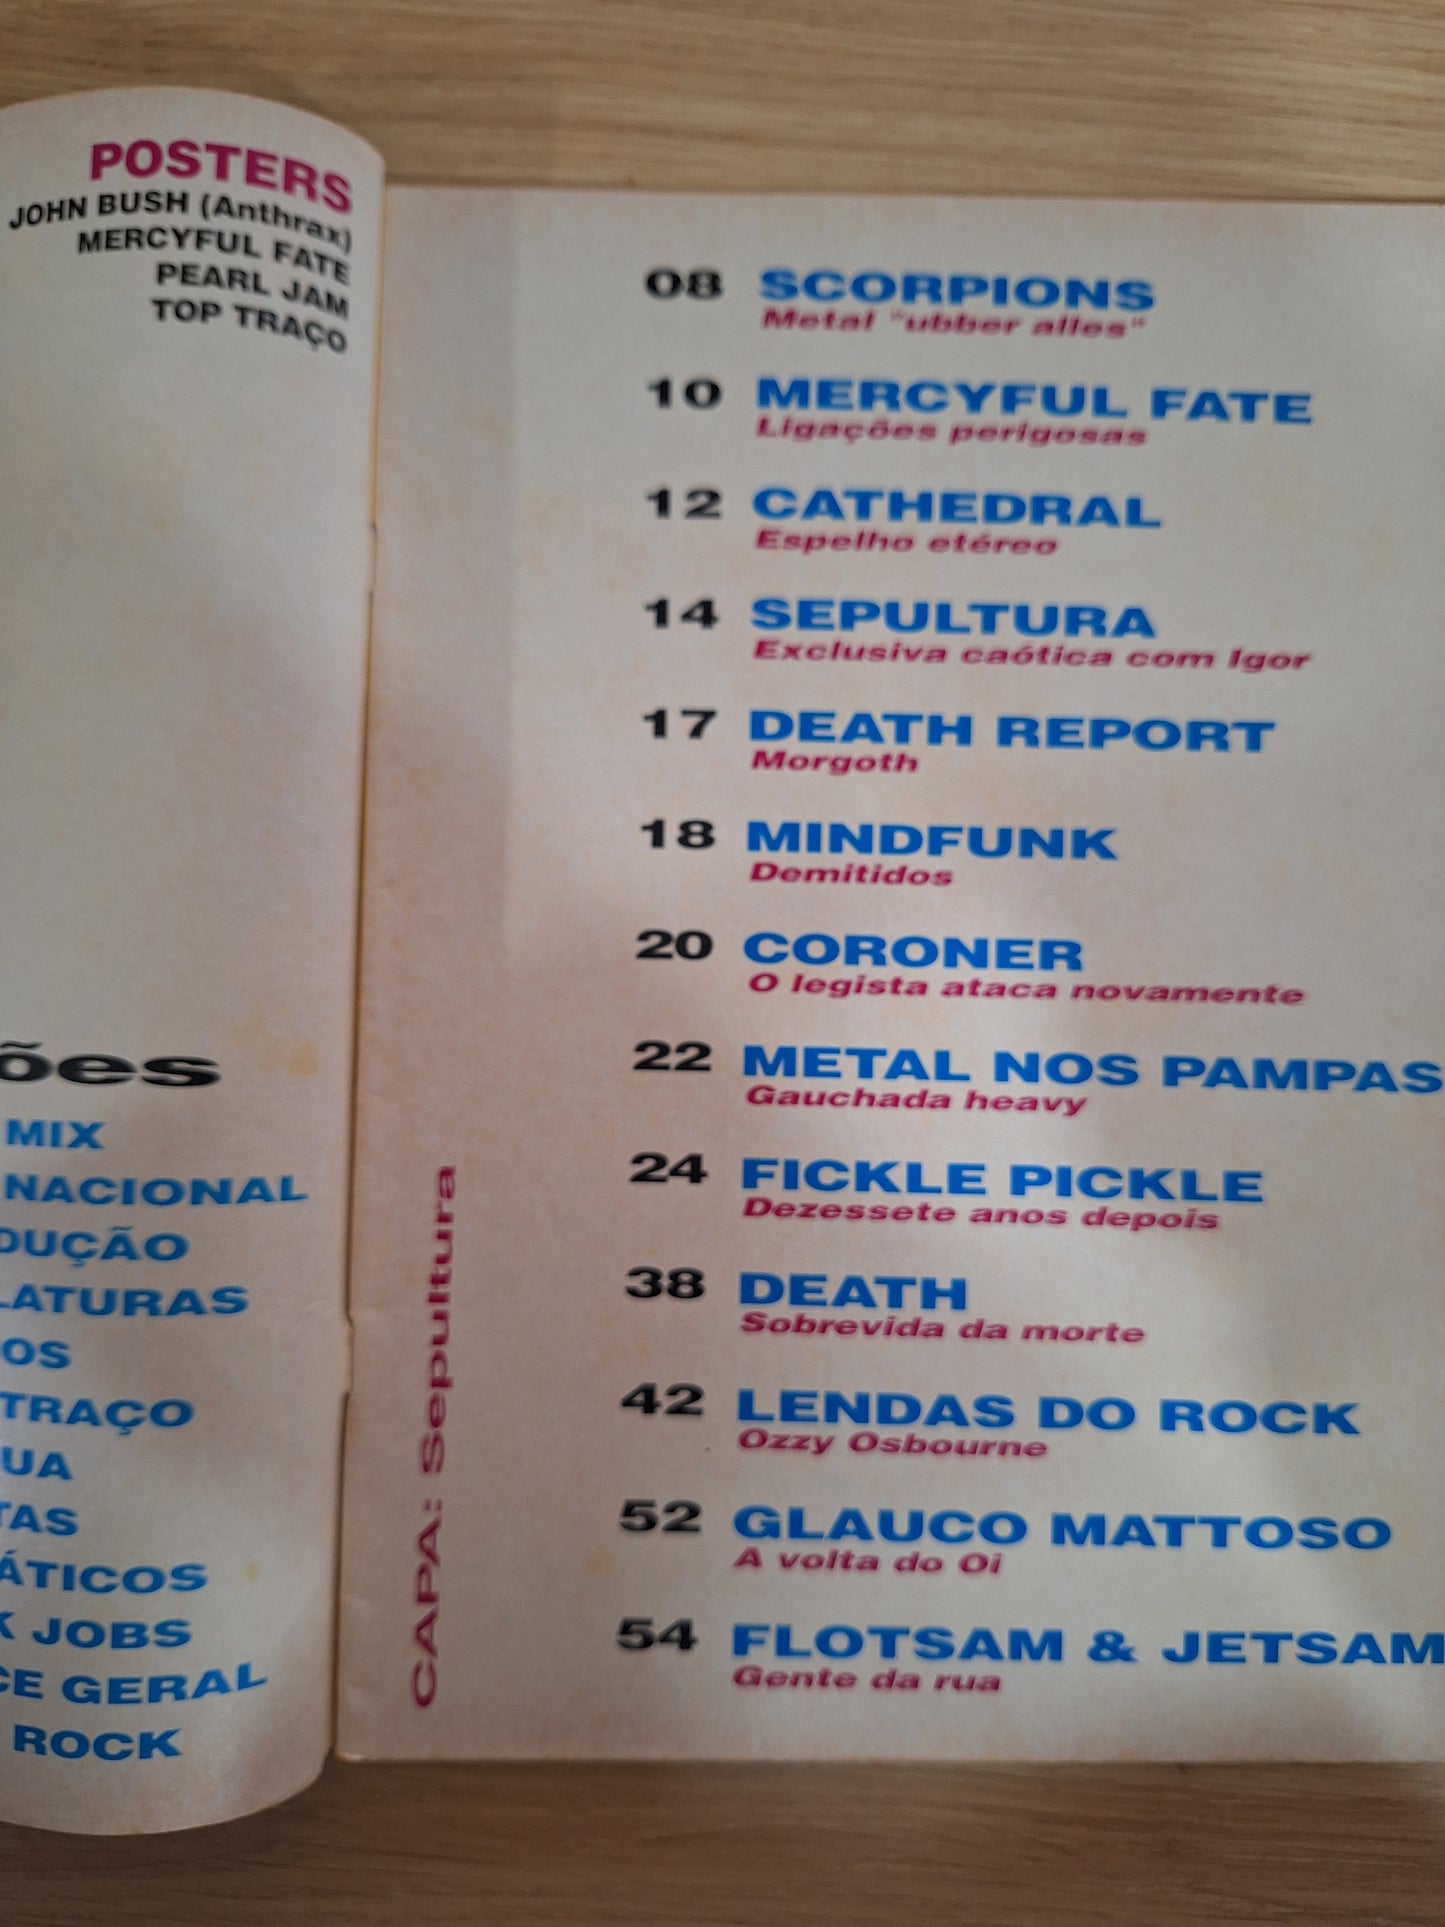 POSTERS
JOHN BUSH (Anthrax)
MERCYFUL FATE
PEARL JAM
TOP TRAÇO
ões
MIX
NACIONAL
DUÇÃO
LATURAS
OS
TRAÇO
UA
TAS
ÁTICOS
K JOBS
CE GERAL
ROCK
CAPA: Sepultura
08 SCORPIONS
Metal "ubber alles"
10 MERCYFUL FATE
Ligações perigosas
12 CATHEDRAL
Espelho etéreo
14 SEPULTURA
Exclusiva caótica com Igor
17 DEATH REPORT
Morgoth
18 MINDFUNK
Demitidos
20 CORONER
O legista ataca novamente
22 METAL NOS PAMPAS
Gauchada heavy
24 FICKLE PICKLE
Dezessete anos depois
38 DEATH
Sobrevida da morte
42 LENDAS DO ROCK
Ozzy Osbourne
52 GLAUCO MATTOSO
A volta do Oi
54 FLOTSAM & JETSAM
Gente da rua